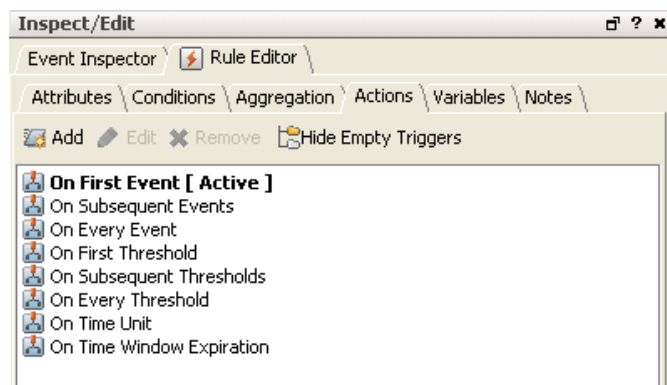 Inspect/Edit ?
Event Inspector Rule Editor
Attributes Conditions Aggregation Actions Variables Notes
Add Edit Remove Hide Empty Triggers
On First Event [ Active ]
On Subsequent Events
On Every Event
On First Threshold
On Subsequent Thresholds
On Every Threshold
On Time Unit
On Time Window Expiration